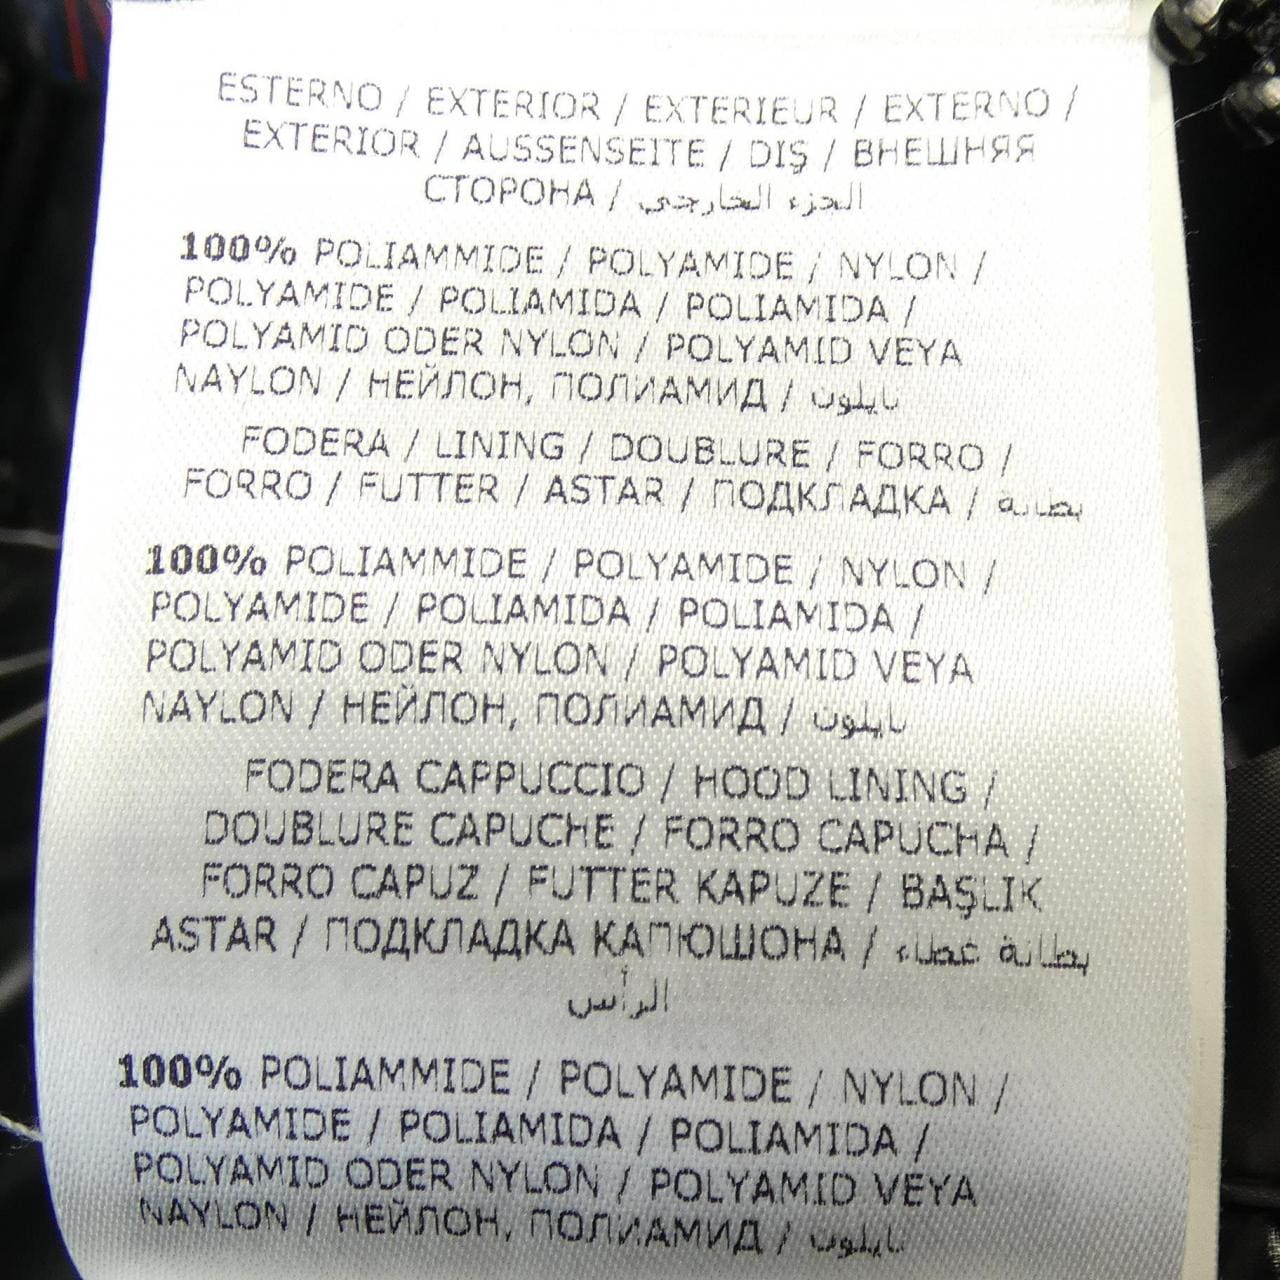 ESTERNO / EXTERIOR / EXTERIEUR / EXTERNO /
EXTERIOR / AUSSENSEITE / DIŞ / ВНЕШНЯЯ
СТОРОНА / الجزء الخارجي
100% POLIAMMIDE / POLYAMIDE / NYLON /
POLYAMIDE / POLIAMIDA / POLIAMIDA /
POLYAMID ODER NYLON / POLYAMID VEYA
NAYLON / НЕЙЛОН, ПОЛИАМИД / نايلون
FODERA / LINING / DOUBLURE / FORRO /
FORRO / FUTTER / ASTAR / ПОДКЛАДКА / بطانة
100% POLIAMMIDE / POLYAMIDE / NYLON /
POLYAMIDE / POLIAMIDA / POLIAMIDA /
POLYAMID ODER NYLON / POLYAMID VEYA
NAYLON / НЕЙЛОН, ПОЛИАМИД / نايلون
FODERA CAPPUCCIO / HOOD LINING /
DOUBLURE CAPUCHE / FORRO CAPUCHA /
FORRO CAPUZ / FUTTER KAPUZE / BAŞLIK
ASTAR / ПОДКЛАДКА КАПЮШОНА / بطانة غطاء
الرأس
100% POLIAMMIDE / POLYAMIDE / NYLON /
POLYAMIDE / POLIAMIDA / POLIAMIDA /
POLYAMID ODER NYLON / POLYAMID VEYA
NAYLON / НЕЙЛОН, ПОЛИАМИД / نايلون